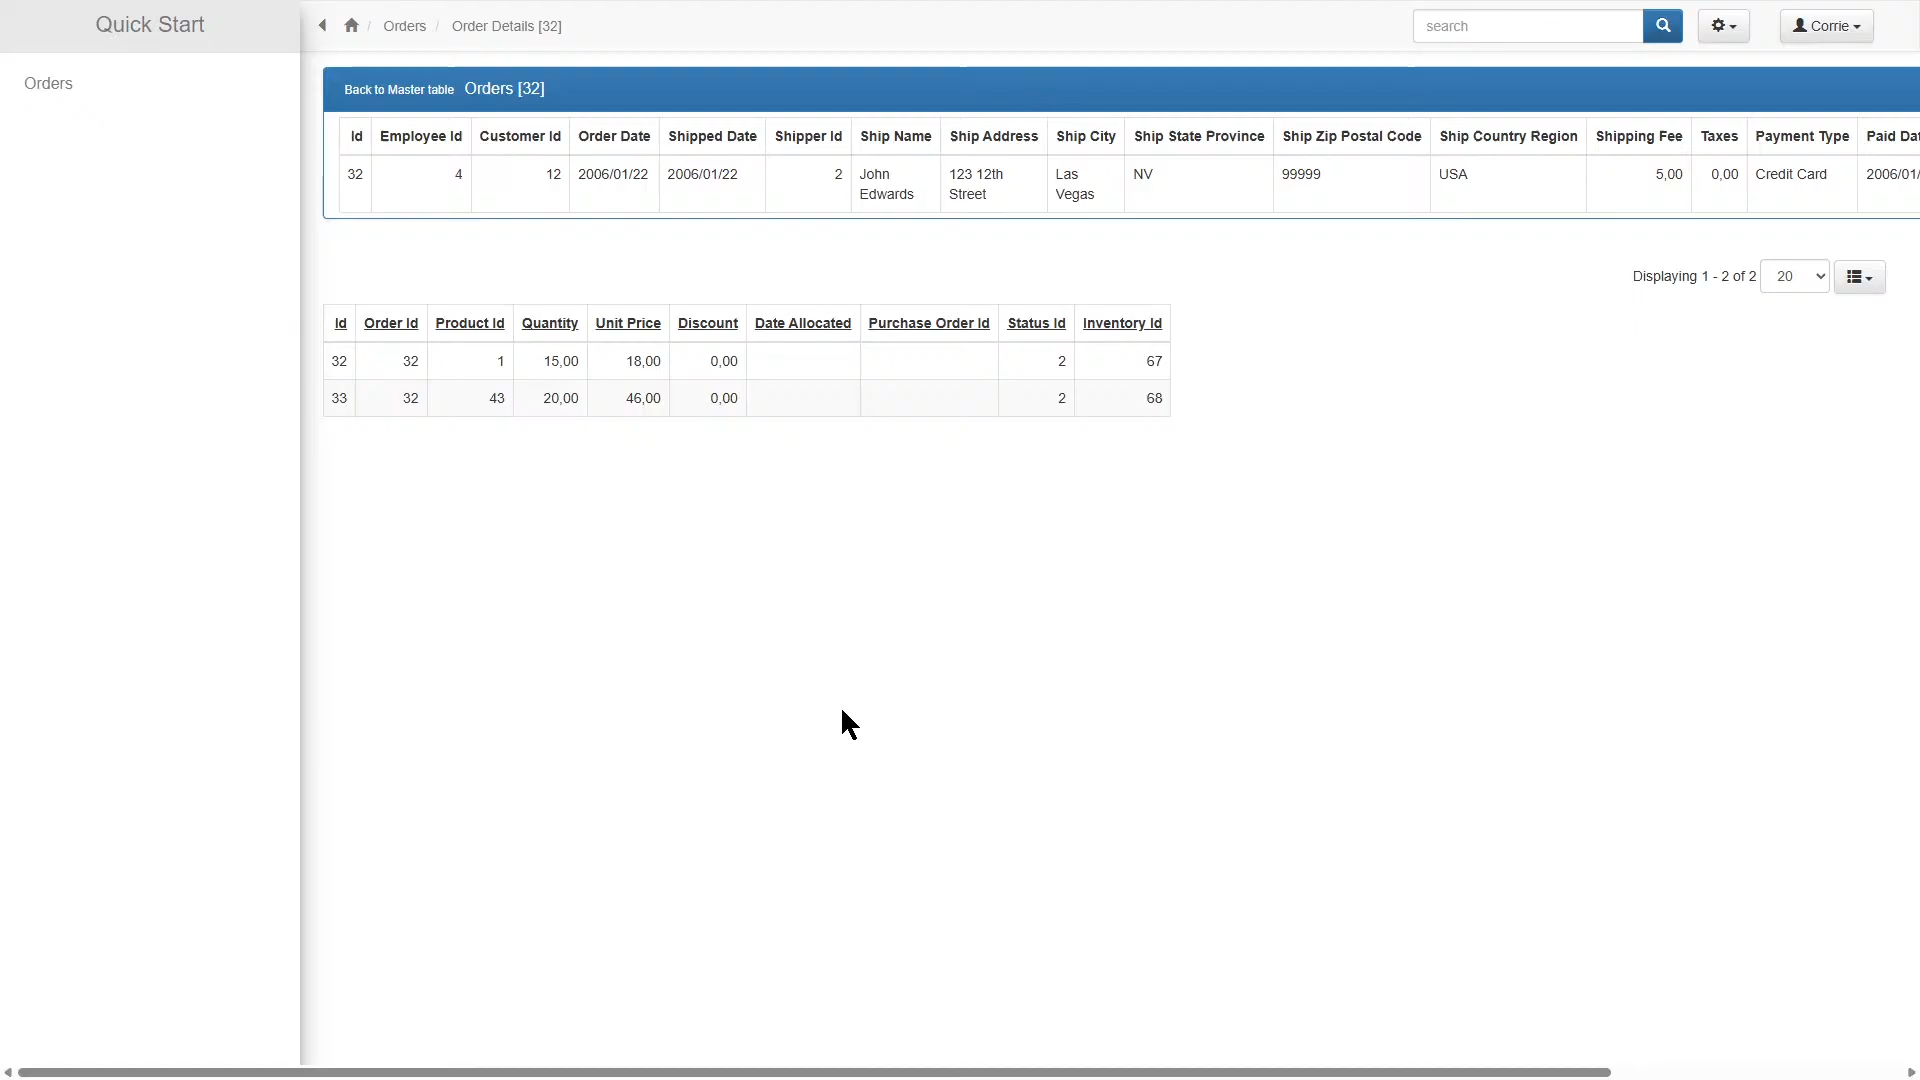 Quick Start
Orders / Order Details [32]
search
Corrie
Orders
Back to Master table Orders [32]
Id Employee Id Customer Id Order Date Shipped Date Shipper Id Ship Name Ship Address Ship City Ship State Province Ship Zip Postal Code Ship Country Region Shipping Fee Taxes Payment Type Paid Dat
32 4 12 2006/01/22 2006/01/22 2 John 123 12th Las NV 99999 USA 5,00 0,00 Credit Card 2006/01/
Edwards Street Vegas
Displaying 1 - 2 of 2 20
Id Order Id Product Id Quantity Unit Price Discount Date Allocated Purchase Order Id Status Id Inventory Id
32 32 1 15,00 18,00 0,00 2 67
33 32 43 20,00 46,00 0,00 2 68